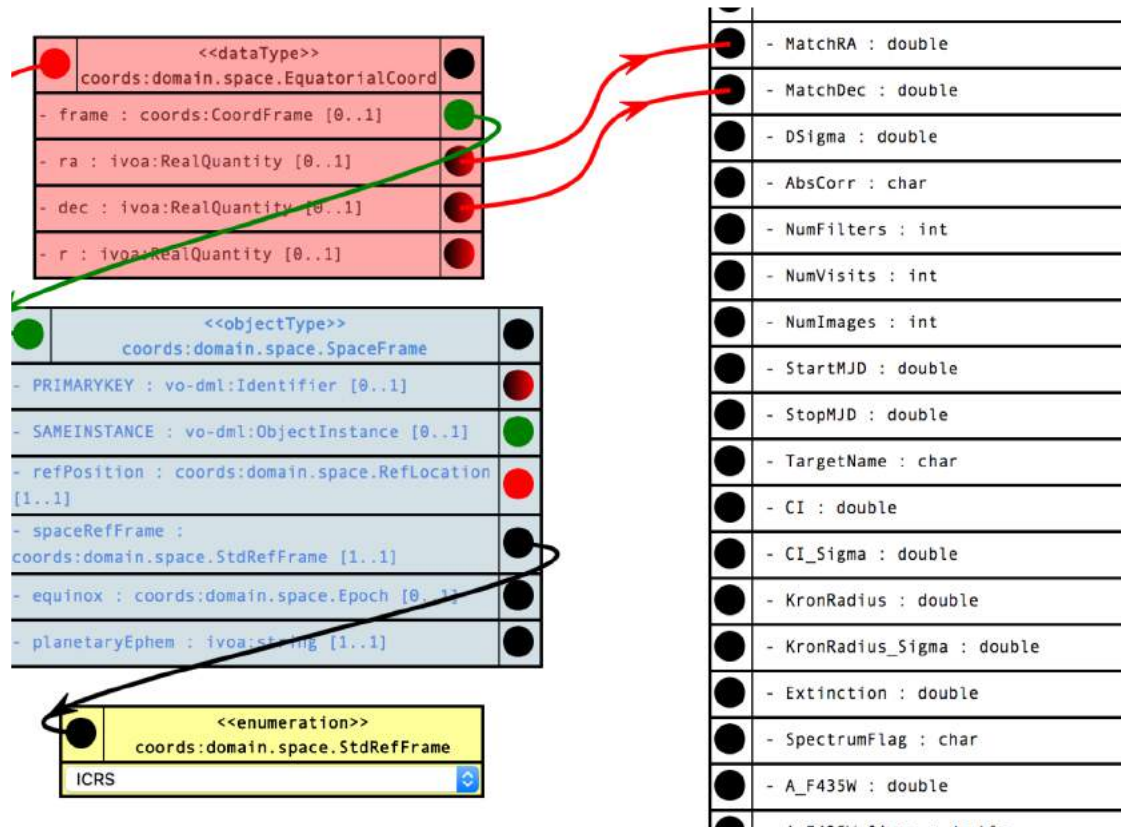 <<dataType>>
coords:domain.space.EquatorialCoord
- frame : coords:CoordFrame [0..1]
- ra : ivoa:RealQuantity [0..1]
- dec : ivoa:RealQuantity [0..1]
- r : ivoa:RealQuantity [0..1]
<<objectType>>
coords:domain.space.SpaceFrame
- PRIMARYKEY : vo-dml:Identifier [0..1]
- SAMEINSTANCE : vo-dml:ObjectInstance [0..1]
- refPosition : coords:domain.space.RefLocation
[1..1]
- spaceRefFrame :
coords:domain.space.StdRefFrame [1..1]
- equinox : coords:domain.space.Epoch [0..1]
- planetaryEphem : ivoa:string [1..1]
<<enumeration>>
coords:domain.space.StdRefFrame
ICRS
- MatchRA : double
- MatchDec : double
- DSigma : double
- AbsCorr : char
- NumFilters : int
- NumVisits : int
- NumImages : int
- StartMJD : double
- StopMJD : double
- TargetName : char
- CI : double
- CI_Sigma : double
- KronRadius : double
- KronRadius_Sigma : double
- Extinction : double
- SpectrumFlag : char
- A_F435W : double